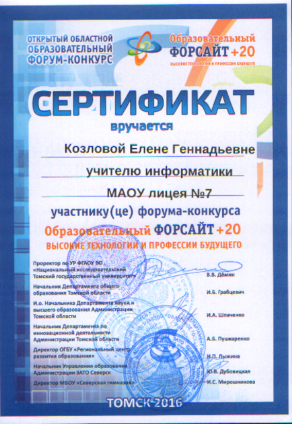 ОТКРЫТЫЙ ОБЛАСТНОЙ
ОБРАЗОВАТЕЛЬНЫЙ
ФОРУМ-КОНКУРС
Образовательный
ФОРСАЙТ +20
ВЫСОКИЕ ТЕХНОЛОГИИ И ПРОФЕССИИ БУДУЩЕГО
СЕРТИФИКАТ
вручается
Козловой Елене Геннадьевне
учителю информатики
МАОУ лицея №7
участнику(це) форума-конкурса
Образовательный ФОРСАЙТ +20
ВЫСОКИЕ ТЕХНОЛОГИИ И ПРОФЕССИИ БУДУЩЕГО
Проректор по УР ФГАОУ ВО
«Национальный исследовательский
Томский государственный университет»
В.В. Дёмин
Начальник Департамента общего
образования Томской области
И.Б. Грабцевич
И.о. Начальника Департамента науки и
высшего образования Администрации
Томской области
И.А. Шпаченко
Начальник Департамента по
инновационной деятельности
Администрации Томской области
А.Б. Пушкаренко
Директор ОГБУ «Региональный центр
развития образования»
Н.П. Лыжина
Начальник Управления образования
Администрации ЗАТО Северск
Ю.В. Дубовицкая
Директор МБОУ «Северская гимназия»
И.С. Мирошникова
ТОМСК 2016